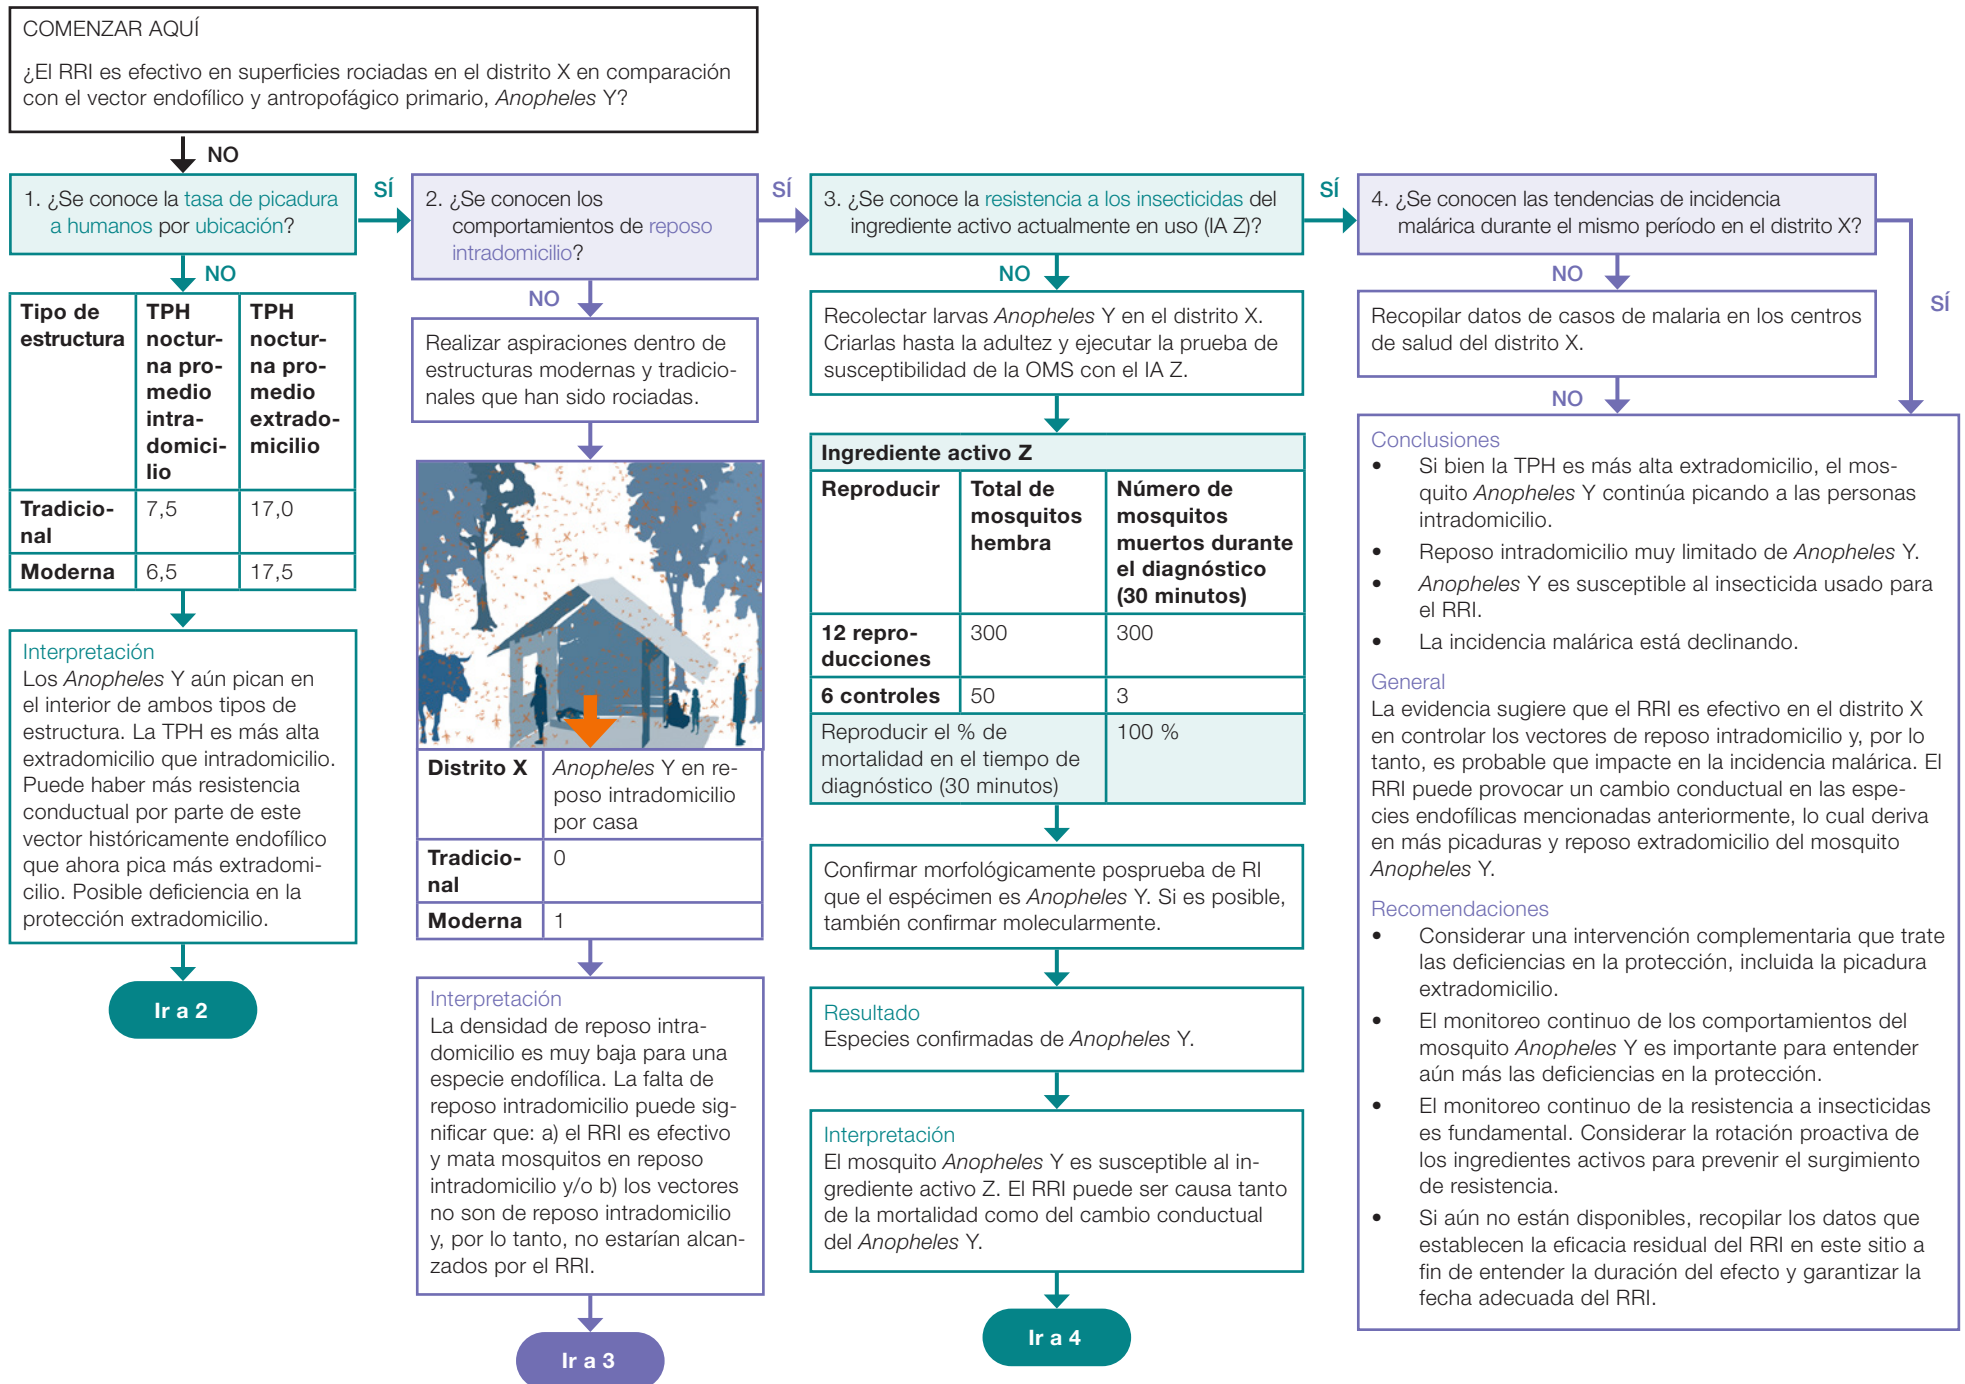 COMENZAR AQUÍ
¿El RRI es efectivo en superficies rociadas en el distrito X en comparación
con el vector endofílico y antropofágico primario, Anopheles Y?
NO
1. ¿Se conoce la tasa de picadura
a humanos por ubicación?
SÍ
NO
Tipo de
estructura
TPH
noctur-
na pro-
medio
intra-
domici-
lio
TPH
noctur-
na pro-
medio
extrado-
micilio
Tradicio-
nal
7,5
17,0
Moderna
6,5
17,5
Interpretación
Los Anopheles Y aún pican en
el interior de ambos tipos de
estructura. La TPH es más alta
extradomicilio que intradomicilio.
Puede haber más resistencia
conductual por parte de este
vector históricamente endofílico
que ahora pica más extradomi-
cilio. Posible deficiencia en la
protección extradomicilio.
Ir a 2
2. ¿Se conocen los
comportamientos de reposo
intradomicilio?
SÍ
NO
Realizar aspiraciones dentro de
estructuras modernas y tradicio-
nales que han sido rociadas.
Distrito X
Anopheles Y en re-
poso intradomicilio
por casa
Tradicio-
nal
0
Moderna
1
Interpretación
La densidad de reposo intra-
domicilio es muy baja para una
especie endofílica. La falta de
reposo intradomicilio puede sig-
nificar que: a) el RRI es efectivo
y mata mosquitos en reposo
intradomicilio y/o b) los vectores
no son de reposo intradomicilio
y, por lo tanto, no estarían alcan-
zados por el RRI.
Ir a 3
3. ¿Se conoce la resistencia a los insecticidas del
ingrediente activo actualmente en uso (IA Z)?
SÍ
NO
Recolectar larvas Anopheles Y en el distrito X.
Criarlas hasta la adultez y ejecutar la prueba de
susceptibilidad de la OMS con el IA Z.
Ingrediente activo Z
Reproducir
Total de
mosquitos
hembra
Número de
mosquitos
muertos durante
el diagnóstico
(30 minutos)
12 repro-
ducciones
300
300
6 controles
50
3
Reproducir el % de
mortalidad en el tiempo de
diagnóstico (30 minutos)
100 %
Confirmar morfológicamente posprueba de RI
que el espécimen es Anopheles Y. Si es posible,
también confirmar molecularmente.
Resultado
Especies confirmadas de Anopheles Y.
Interpretación
El mosquito Anopheles Y es susceptible al in-
grediente activo Z. El RRI puede ser causa tanto
de la mortalidad como del cambio conductual
del Anopheles Y.
Ir a 4
4. ¿Se conocen las tendencias de incidencia
malárica durante el mismo período en el distrito X?
NO
SÍ
Recopilar datos de casos de malaria en los centros
de salud del distrito X.
NO
Conclusiones
• Si bien la TPH es más alta extradomicilio, el mos-
quito Anopheles Y continúa picando a las personas
intradomicilio.
• Reposo intradomicilio muy limitado de Anopheles Y.
• Anopheles Y es susceptible al insecticida usado para
el RRI.
• La incidencia malárica está declinando.
General
La evidencia sugiere que el RRI es efectivo en el distrito X
en controlar los vectores de reposo intradomicilio y, por lo
tanto, es probable que impacte en la incidencia malárica. El
RRI puede provocar un cambio conductual en las espe-
cies endofílicas mencionadas anteriormente, lo cual deriva
en más picaduras y reposo extradomicilio del mosquito
Anopheles Y.
Recomendaciones
• Considerar una intervención complementaria que trate
las deficiencias en la protección, incluida la picadura
extradomicilio.
• El monitoreo continuo de los comportamientos del
mosquito Anopheles Y es importante para entender
aún más las deficiencias en la protección.
• El monitoreo continuo de la resistencia a insecticidas
es fundamental. Considerar la rotación proactiva de
los ingredientes activos para prevenir el surgimiento
de resistencia.
• Si aún no están disponibles, recopilar los datos que
establecen la eficacia residual del RRI en este sitio a
fin de entender la duración del efecto y garantizar la
fecha adecuada del RRI.